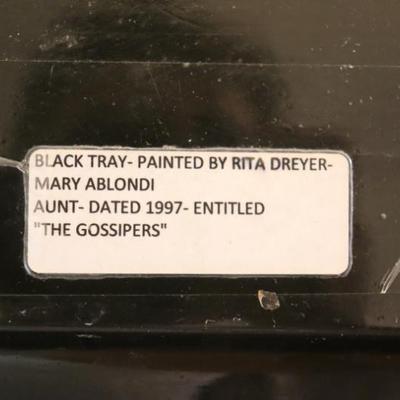 BLACK TRAY- PAINTED BY RITA DREYER-
MARY ABLONDI
AUNT- DATED 1997- ENTITLED
"THE GOSSIPERS"